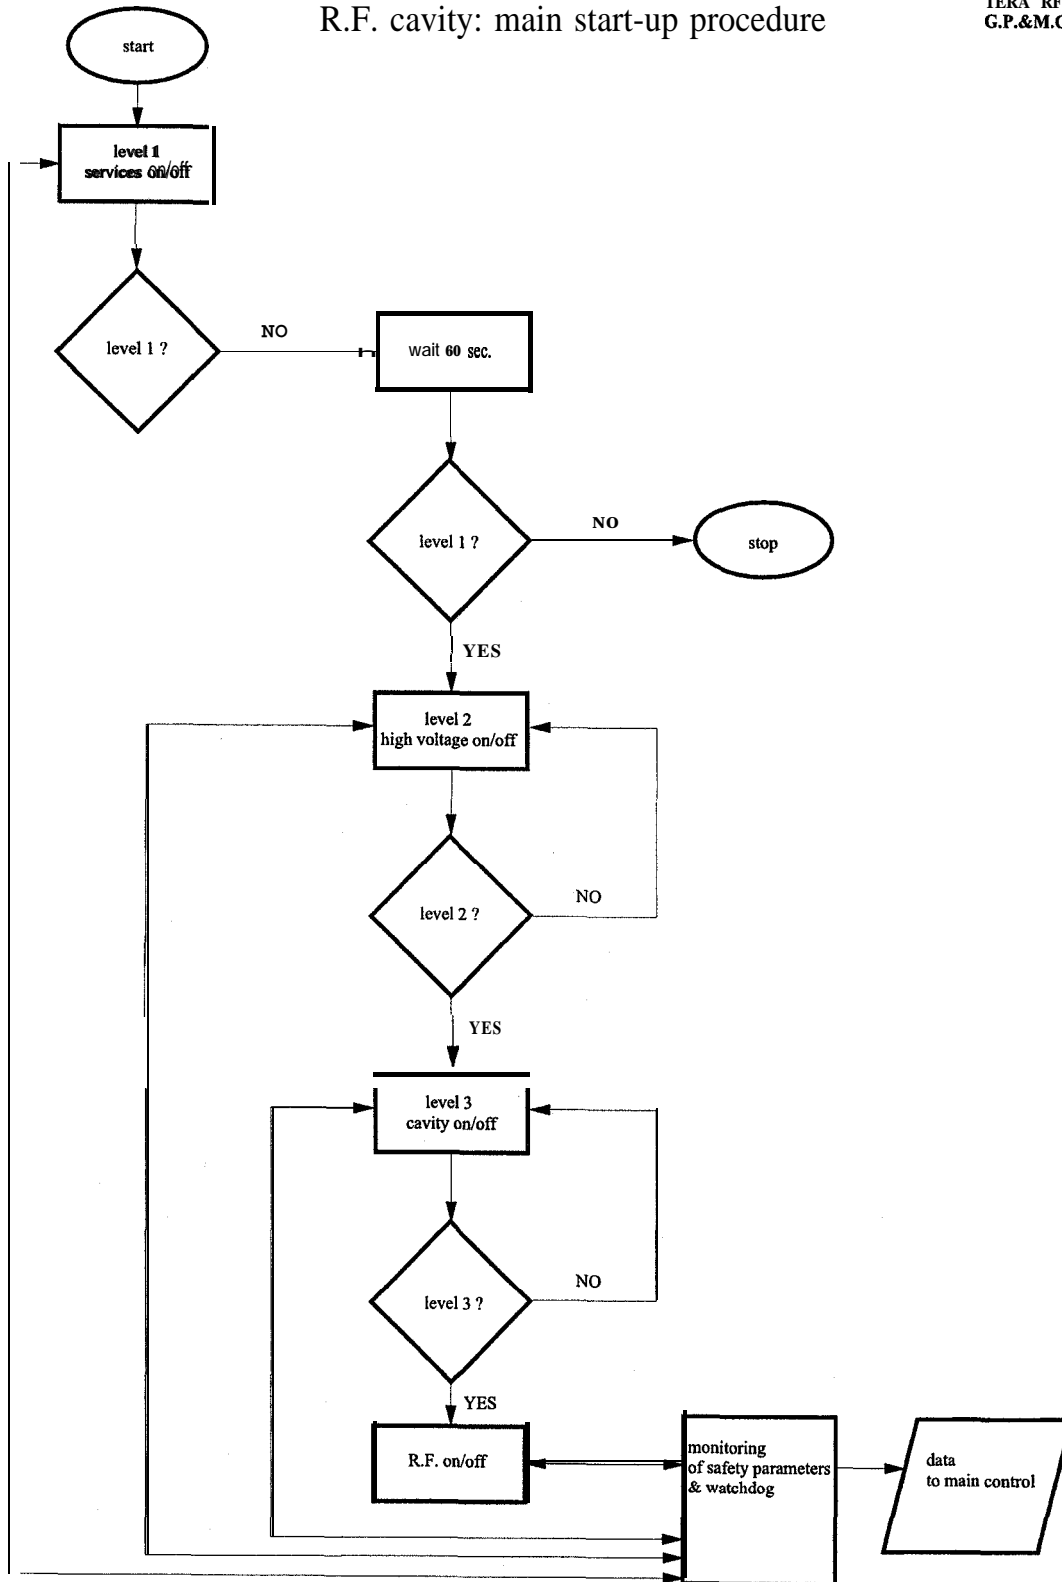 R.F. cavity: main start-up procedure
TERA RF
G.P.&M.C
start
level 1
services on/off
level 1 ?
NO
wait 60 sec.
level 1 ?
NO
stop
YES
level 2
high voltage on/off
level 2 ?
NO
YES
level 3
cavity on/off
level 3 ?
NO
YES
R.F. on/off
monitoring
of safety parameters
& watchdog
data
to main control